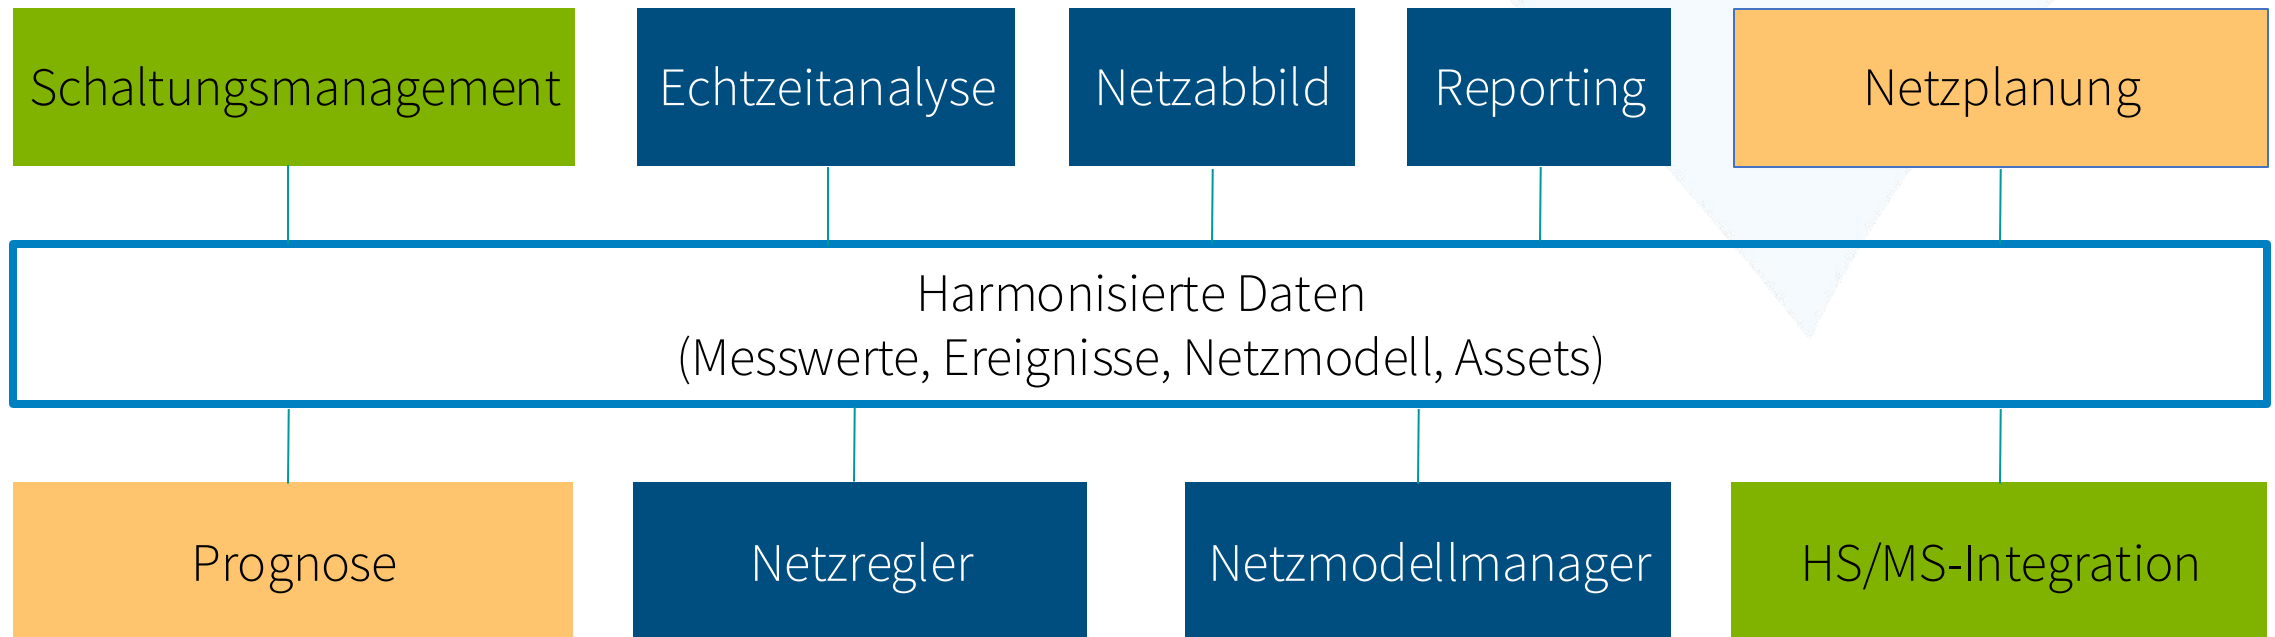 Schaltungsmanagement
Echtzeitanalyse
Netzabbild
Reporting
Netzplanung
Harmonisierte Daten
(Messwerte, Ereignisse, Netzmodell, Assets)
Prognose
Netzregler
Netzmodellmanager
HS/MS-Integration